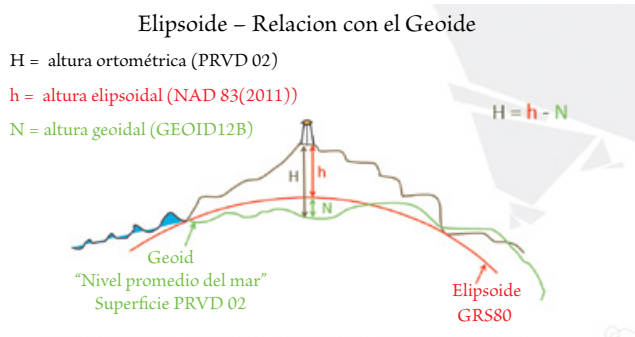 Elipsoide – Relacion con el Geoide
H = altura ortométrica (PRVD 02)
h = altura elipsoidal (NAD 83(2011))
N = altura geoidal (GEOID12B)
H = h - N
H
h
N
Geoid
“Nivel promedio del mar”
Superficie PRVD 02
Elipsoide
GRS80